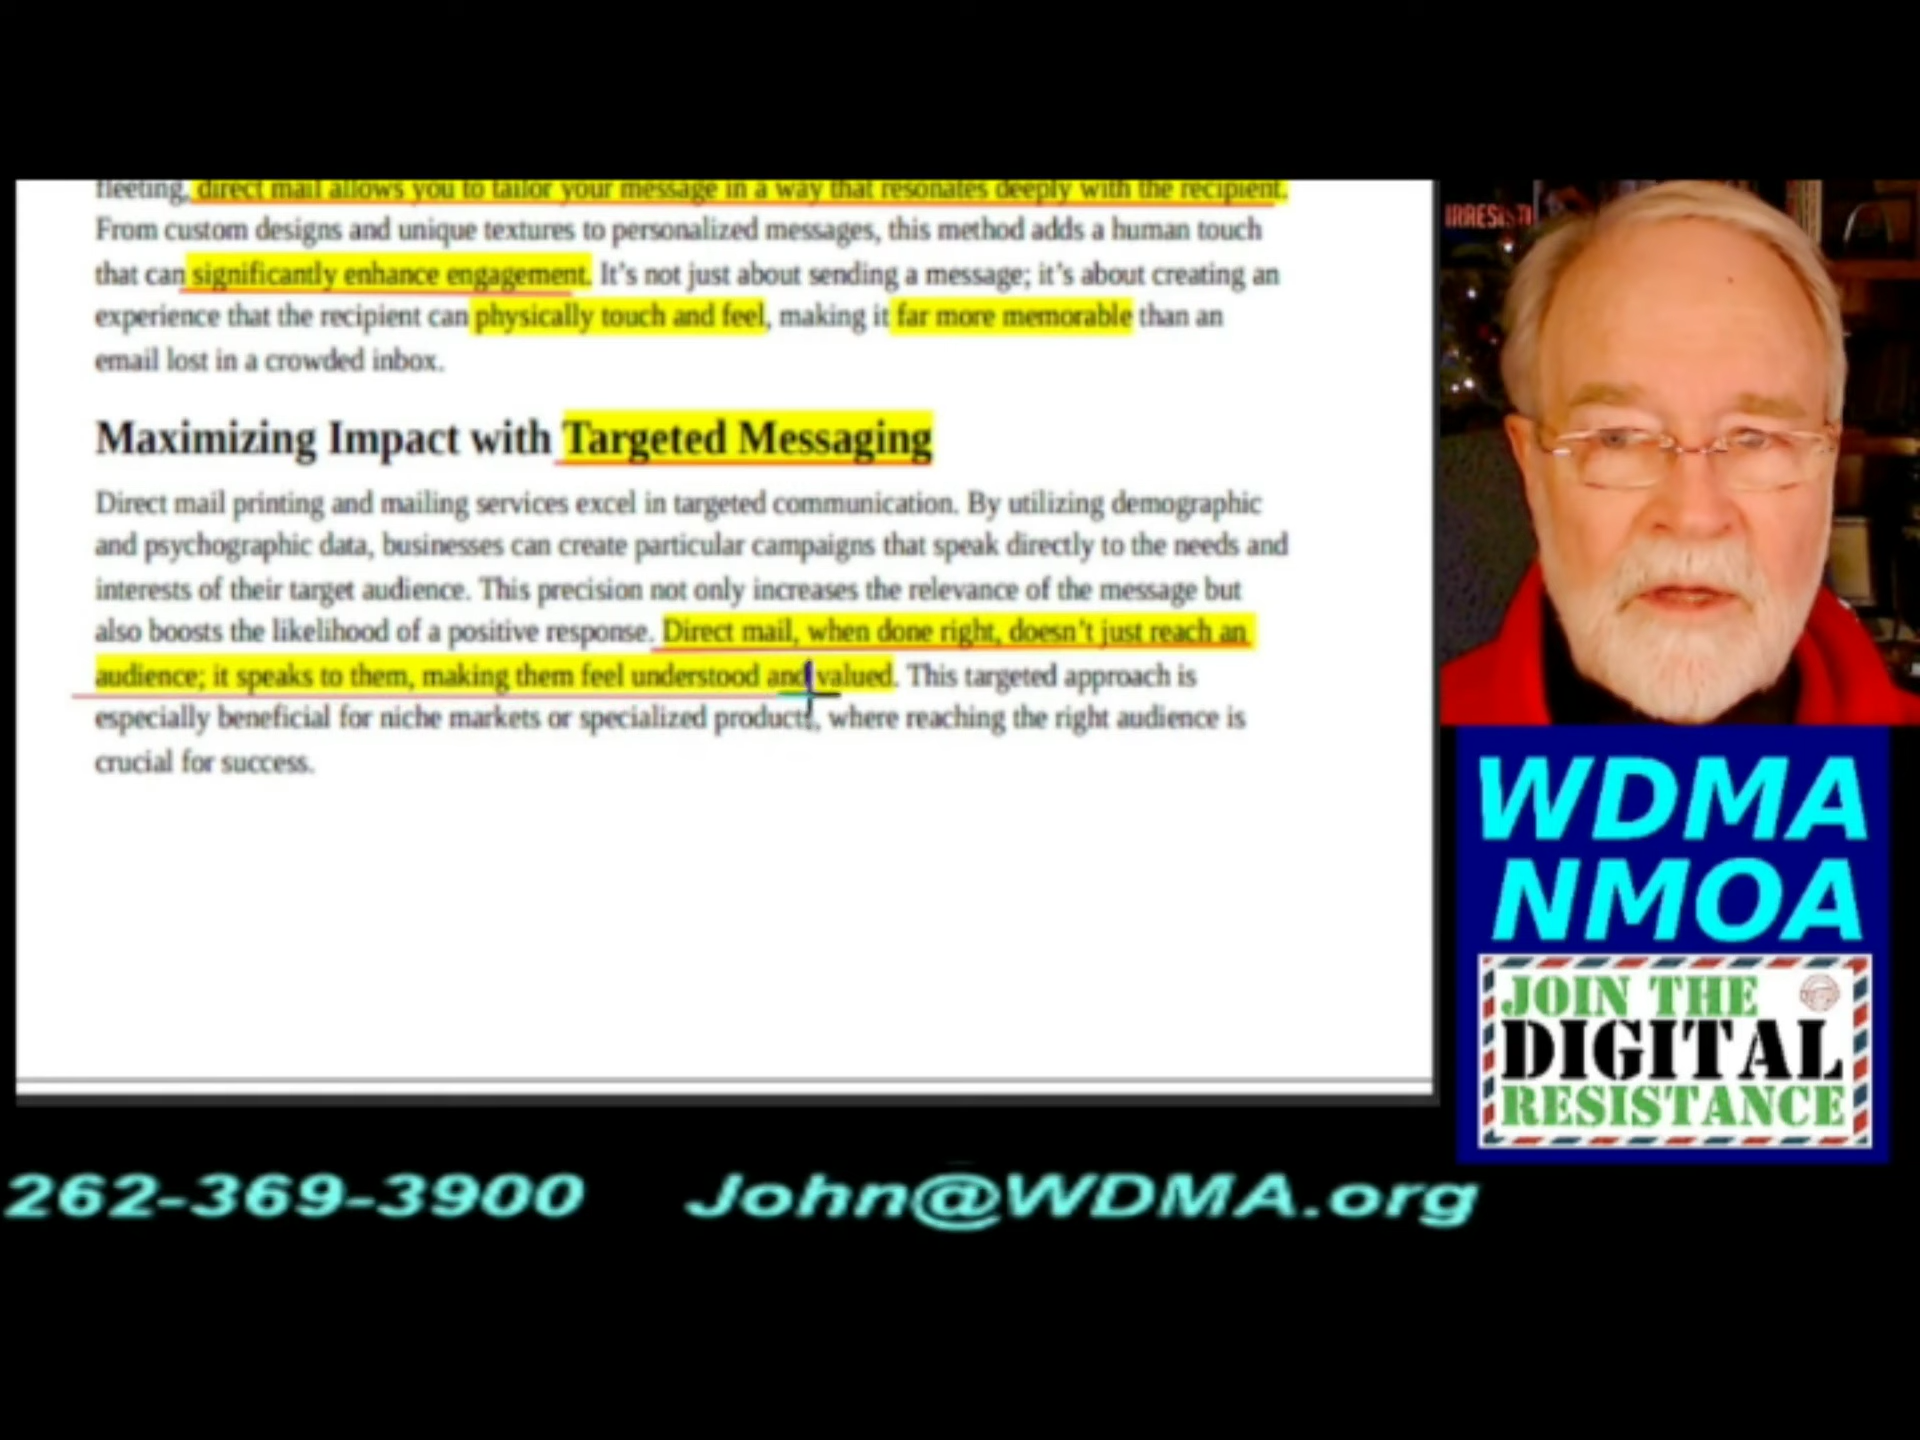 fleeting, direct mail allows you to tailor your message in a way that resonates deeply with the recipient.
From custom designs and unique textures to personalized messages, this method adds a human touch
that can significantly enhance engagement. It's not just about sending a message; it's about creating an
experience that the recipient can physically touch and feel, making it far more memorable than an
email lost in a crowded inbox.
Maximizing Impact with Targeted Messaging
Direct mail printing and mailing services excel in targeted communication. By utilizing demographic
and psychographic data, businesses can create particular campaigns that speak directly to the needs and
interests of their target audience. This precision not only increases the relevance of the message but
also boosts the likelihood of a positive response. Direct mail, when done right, doesn't just reach an
audience; it speaks to them, making them feel understood and valued. This targeted approach is
especially beneficial for niche markets or specialized products, where reaching the right audience is
crucial for success.
WDMA
NMOA
JOIN THE
DIGITAL
RESISTANCE
262-369-3900 John@WDMA.org